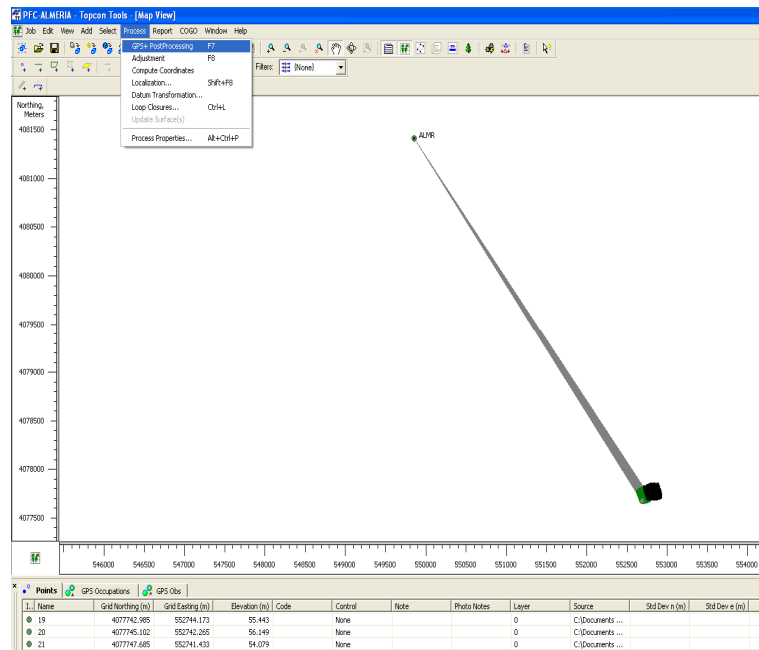 PFC-ALMERIA - Topcon Tools - [Map View]
Job Edit View Add Select Process Report COGO Window Help
GPS+ PostProcessing F7
Adjustment F8
Compute Coordinates
Localization... Shift+F8
Datum Transformation...
Loop Closures... Ctrl+L
Update Surface(s)
Process Properties... Alt+Ctrl+P
Filters: (None)
Northing,
Meters
4081500
4081000
4080500
4080000
4079500
4079000
4078500
4078000
4077500
ALMR
546000 546500 547000 547500 548000 548500 549000 549500 550000 550500 551000 551500 552000 552500 553000 553500 554000
Points GPS Occupations GPS Obs
I.. Name Grid Northing (m) Grid Easting (m) Elevation (m) Code Control Note Photo Notes Layer Source Std Dev n (m) Std Dev e (m)
19 4077742.985 552744.173 55.443 None 0 C:\Documents ...
20 4077745.102 552742.265 56.149 None 0 C:\Documents ...
21 4077747.685 552741.433 54.079 None 0 C:\Documents ...